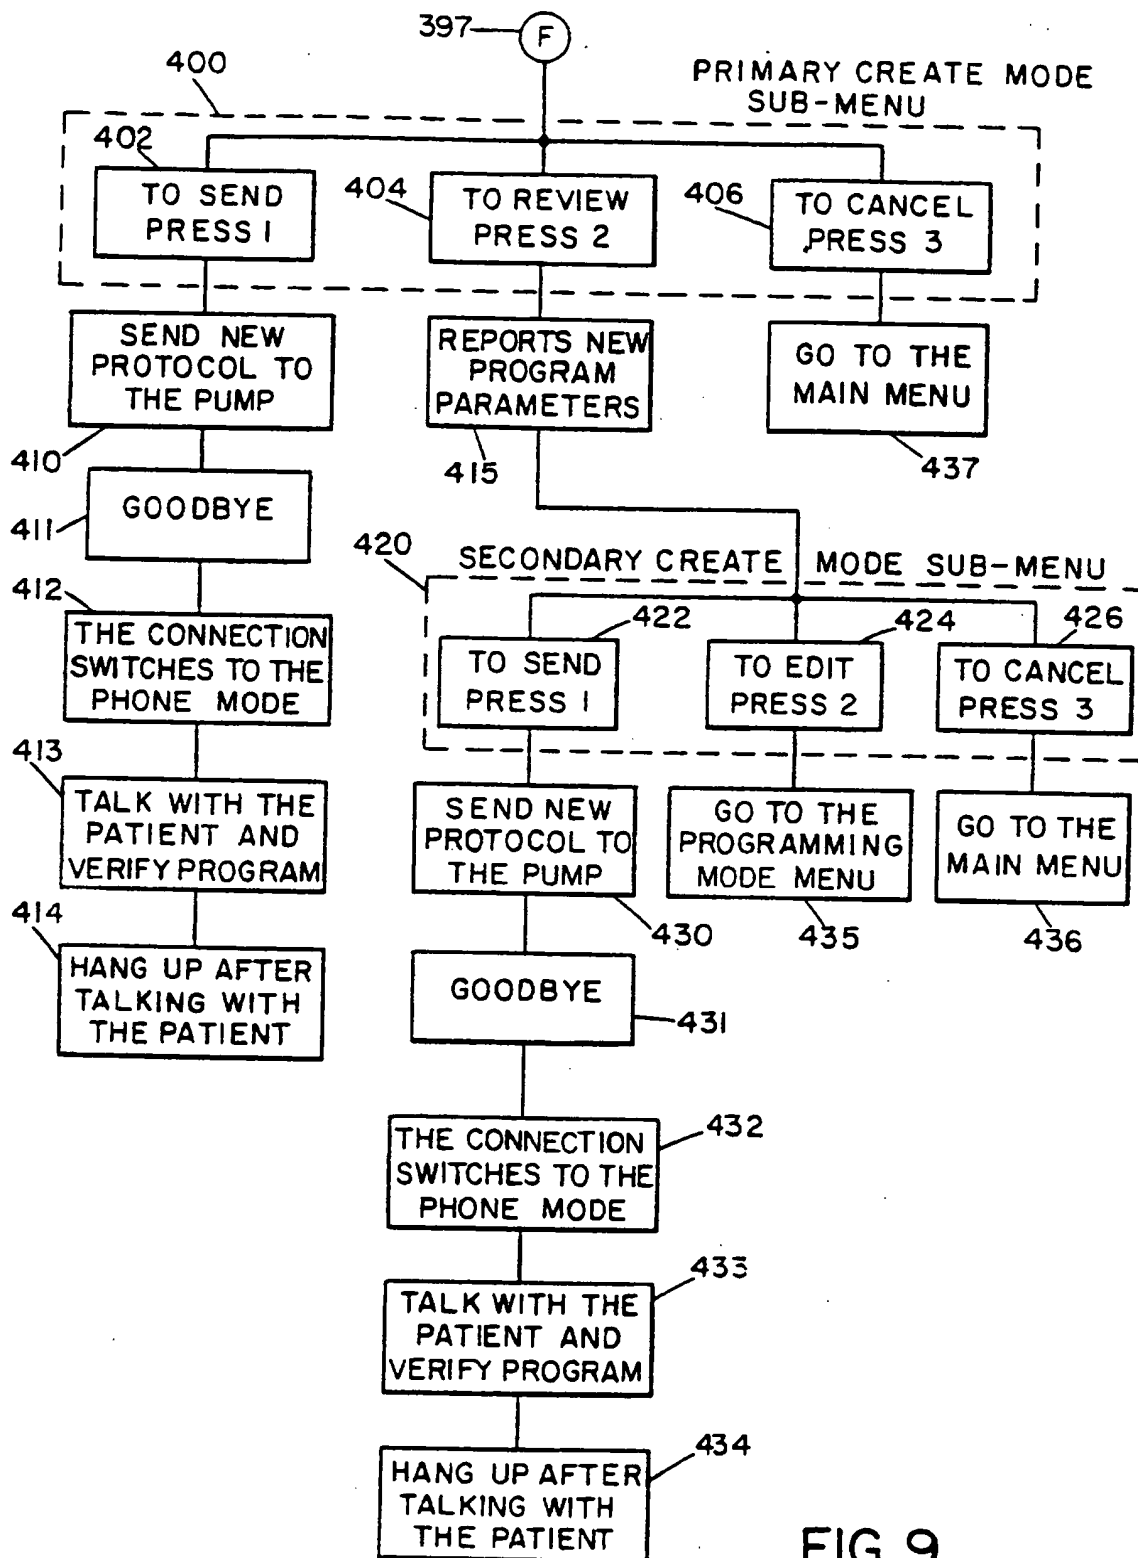 397
F
400
PRIMARY CREATE MODE
SUB-MENU
402
TO SEND
PRESS 1
404
TO REVIEW
PRESS 2
406
TO CANCEL
PRESS 3
SEND NEW
PROTOCOL TO
THE PUMP
410
REPORTS NEW
PROGRAM
PARAMETERS
415
GO TO THE
MAIN MENU
437
GOODBYE
411
420
SECONDARY CREATE MODE SUB-MENU
412
THE CONNECTION
SWITCHES TO THE
PHONE MODE
422
TO SEND
PRESS 1
424
TO EDIT
PRESS 2
426
TO CANCEL
PRESS 3
413
TALK WITH THE
PATIENT AND
VERIFY PROGRAM
SEND NEW
PROTOCOL TO
THE PUMP
430
GO TO THE
PROGRAMMING
MODE MENU
435
GO TO THE
MAIN MENU
436
414
HANG UP AFTER
TALKING WITH
THE PATIENT
GOODBYE
431
THE CONNECTION
SWITCHES TO THE
PHONE MODE
432
TALK WITH THE
PATIENT AND
VERIFY PROGRAM
433
HANG UP AFTER
TALKING WITH
THE PATIENT
434
FIG 9